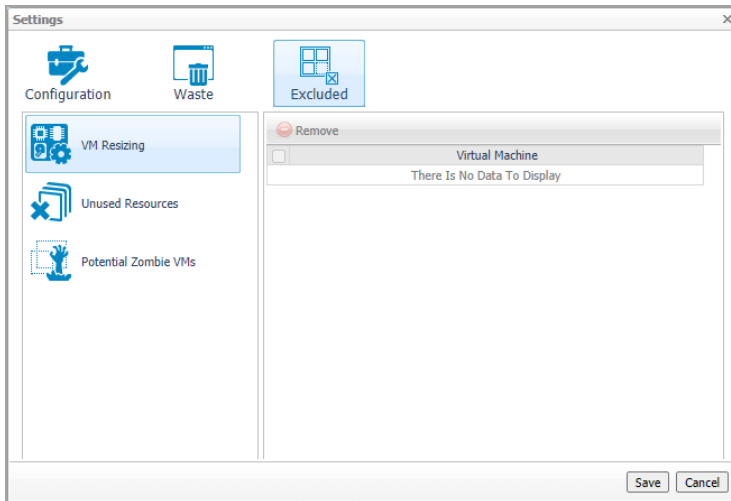 Settings
Configuration Waste Excluded
VM Resizing
Unused Resources
Potential Zombie VMs
Remove
Virtual Machine
There Is No Data To Display
Save Cancel